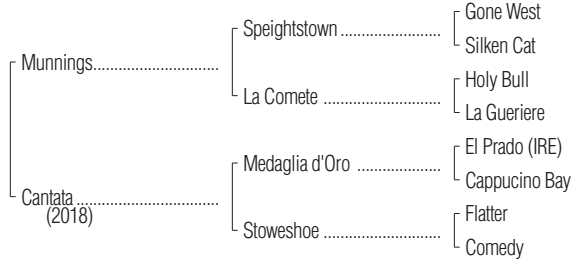 Gone West
Speightstown ....................
Silken Cat
Munnings.........................
Holy Bull
La Comete .......................
La Gueriere
El Prado (IRE)
Medaglia d'Oro ................
Cappucino Bay
Cantata ............................
(2018)
Flatter
Stoweshoe .......................
Comedy